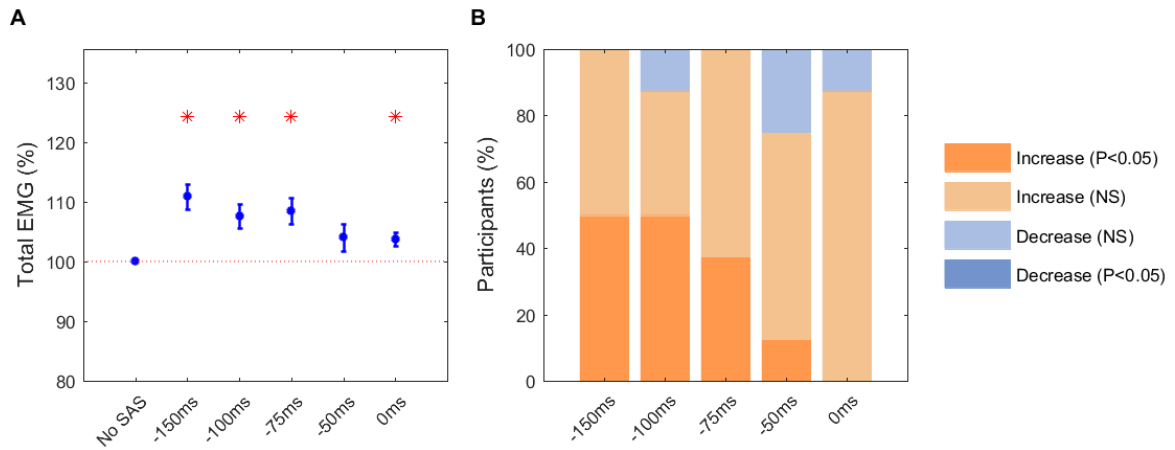 A
Total EMG (%)
130
120
110
100
90
80
No SAS
-150ms
-100ms
-75ms
-50ms
0ms
B
Participants (%)
100
80
60
40
20
0
-150ms
-100ms
-75ms
-50ms
0ms
Increase (P<0.05)
Increase (NS)
Decrease (NS)
Decrease (P<0.05)